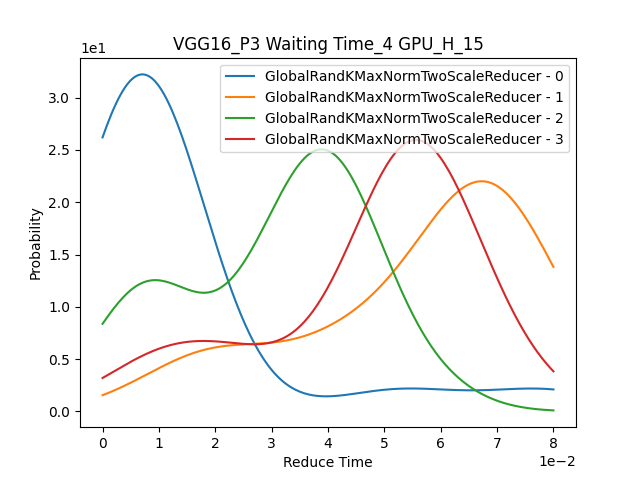 VGG16_P3 Waiting Time_4 GPU_H_15
1e1
GlobalRandKMaxNormTwoScaleReducer - 0
GlobalRandKMaxNormTwoScaleReducer - 1
GlobalRandKMaxNormTwoScaleReducer - 2
GlobalRandKMaxNormTwoScaleReducer - 3
3.0
2.5
2.0
1.5
1.0
0.5
0.0
Probability
0 1 2 3 4 5 6 7 8
Reduce Time
1e−2